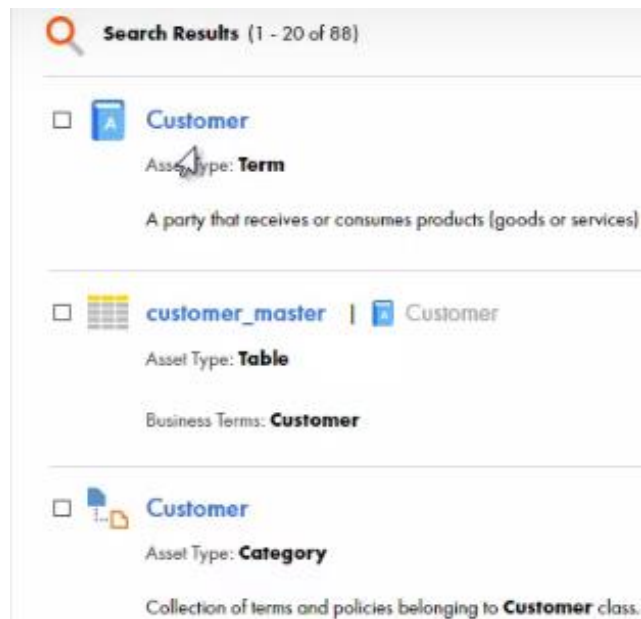 Search Results (1 - 20 of 88)
A Customer
Asset Type: Term
A party that receives or consumes products (goods or services)
customer_master | A Customer
Asset Type: Table
Business Terms: Customer
Customer
Asset Type: Category
Collection of terms and policies belonging to Customer class.